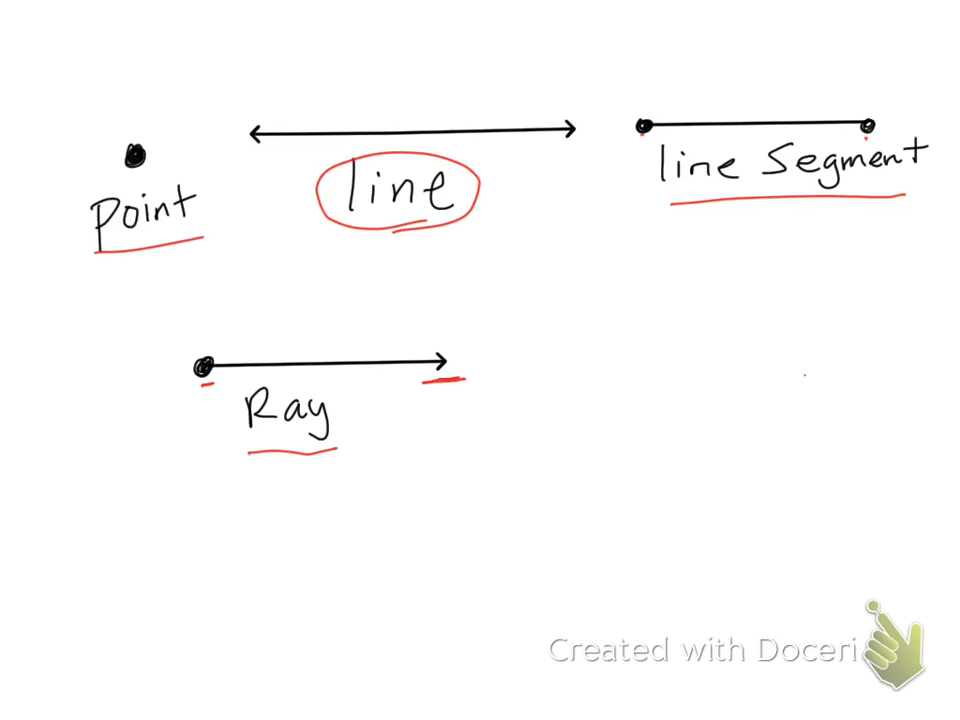 Point
line
line Segment
Ray
Created with Doceri